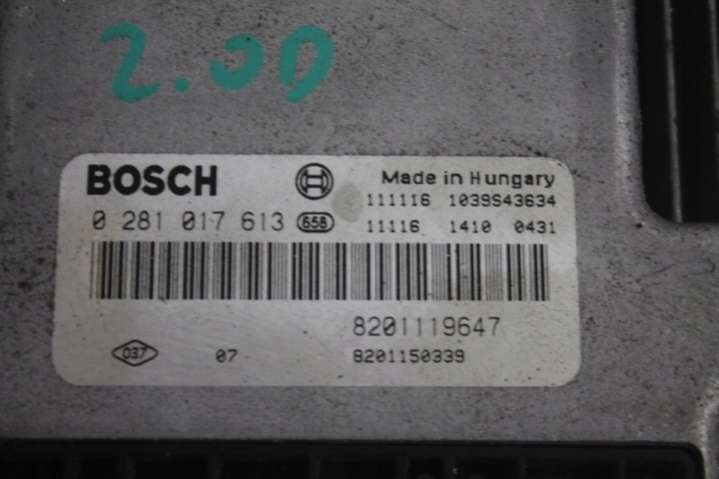 2.0D
BOSCH Made in Hungary
111116 1039S43634
0 281 017 613 658 11116 1410 0431
8201119647
037 07 8201150339